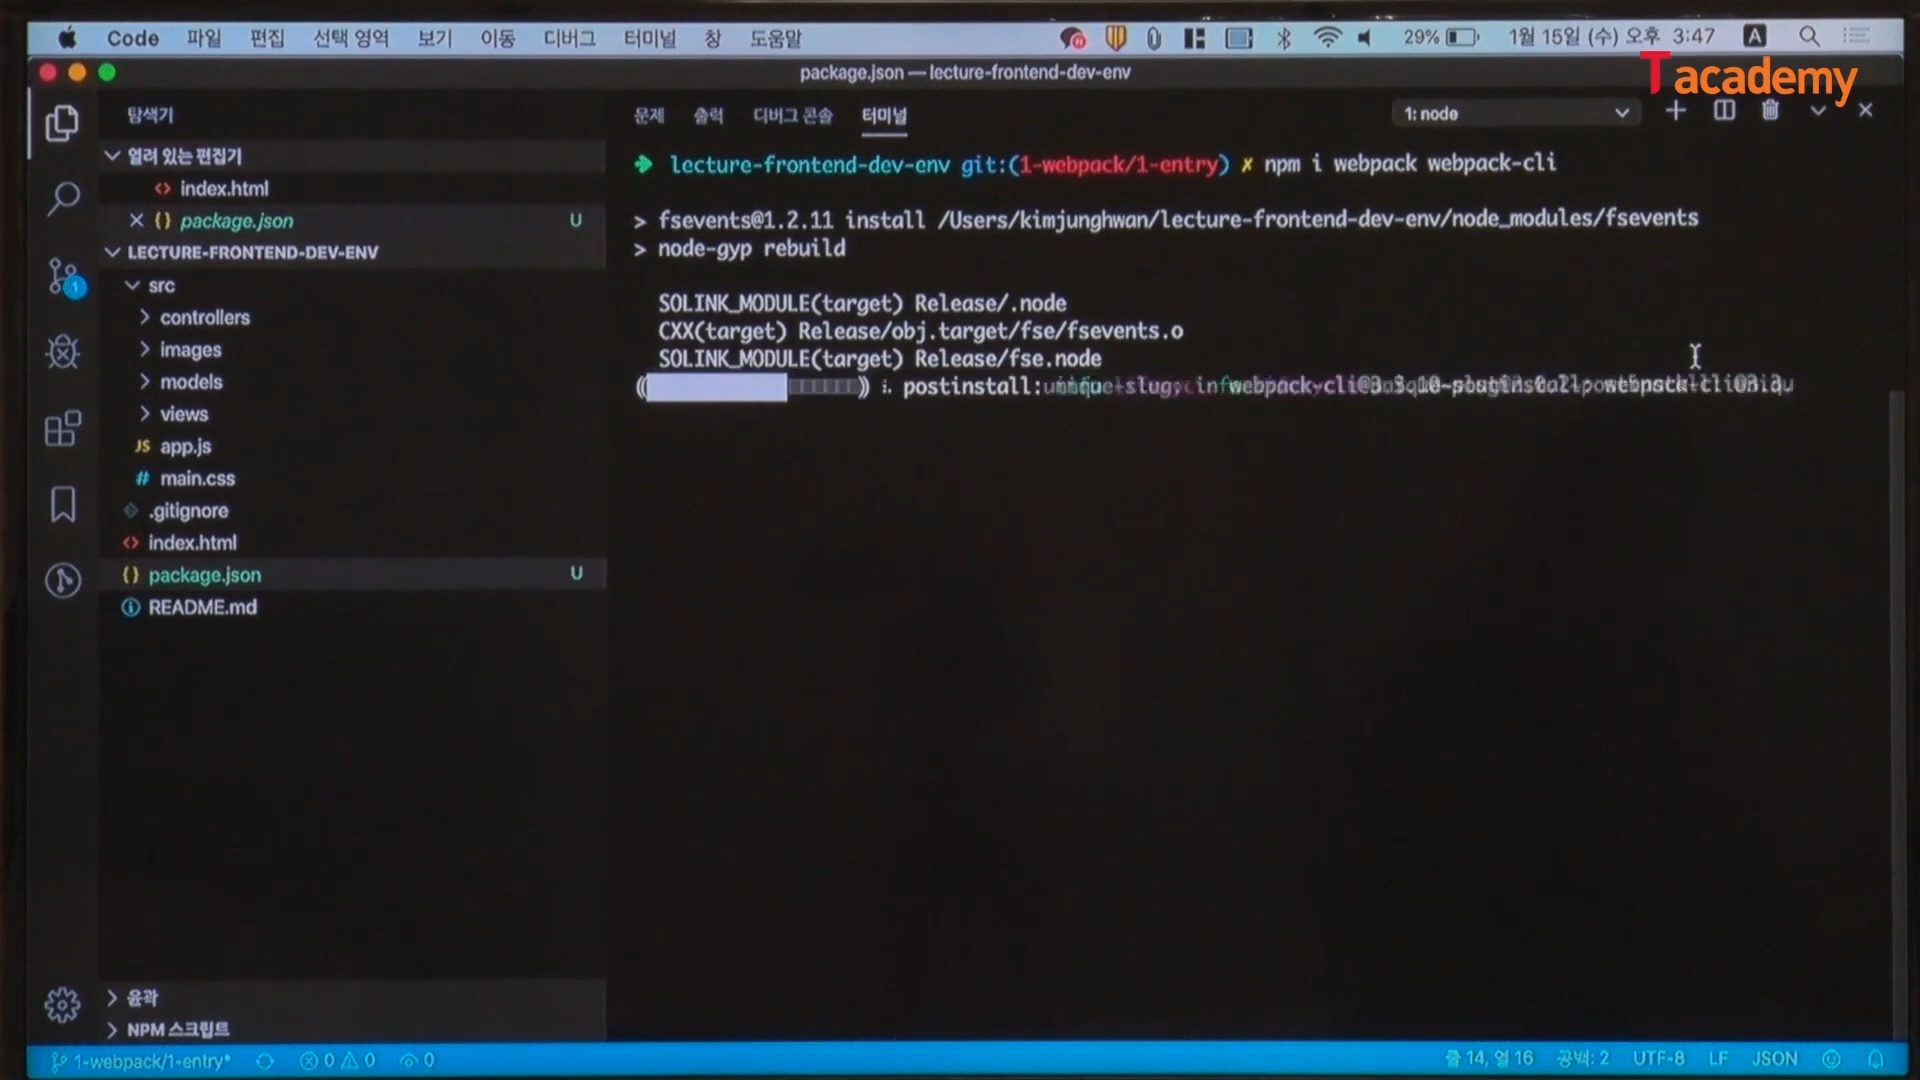 Code 파일 편집 선택 영역 보기 이동 디버그 터미널 창 도움말 29% 1월 15일 (수) 오후 3:47 A
package.json — lecture-frontend-dev-env
T academy
탐색기
문제 출력 디버그 콘솔 터미널 1: node
열려 있는 편집기
index.html
package.json U
LECTURE-FRONTEND-DEV-ENV
src
controllers
images
models
views
JS app.js
# main.css
.gitignore
index.html
{} package.json U
README.md
윤곽
NPM 스크립트
lecture-frontend-dev-env git:(1-webpack/1-entry) ✗ npm i webpack webpack-cli
> fsevents@1.2.11 install /Users/kimjunghwan/lecture-frontend-dev-env/node_modules/fsevents
> node-gyp rebuild
SOLINK_MODULE(target) Release/.node
CXX(target) Release/obj.target/fse/fsevents.o
SOLINK_MODULE(target) Release/fse.node
postinstall:
1-webpack/1-entry* 0 0 0 줄 14, 열 16 공백: 2 UTF-8 LF JSON